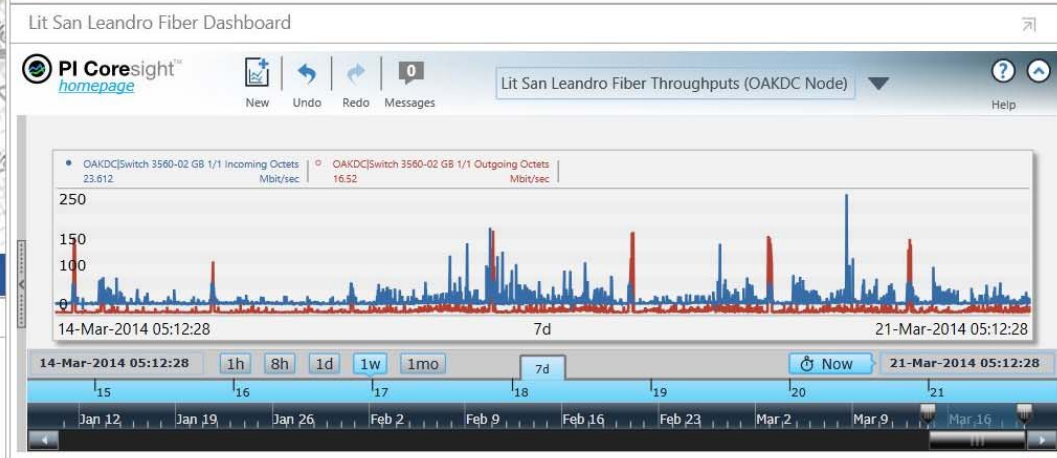 Lit San Leandro Fiber Dashboard
PI Coresight™
homepage
New
Undo
Redo
0
Messages
Lit San Leandro Fiber Throughputs (OAKDC Node)
?
Help
OAKDC|Switch 3560-02 GB 1/1 Incoming Octets
23.612 Mbit/sec
OAKDC|Switch 3560-02 GB 1/1 Outgoing Octets
16.52 Mbit/sec
250
150
100
0
14-Mar-2014 05:12:28 7d 21-Mar-2014 05:12:28
14-Mar-2014 05:12:28 1h 8h 1d 1w 1mo 7d Now 21-Mar-2014 05:12:28
15 16 17 18 19 20 21
Jan 12 Jan 19 Jan 26 Feb 2 Feb 9 Feb 16 Feb 23 Mar 2 Mar 9 Mar 16